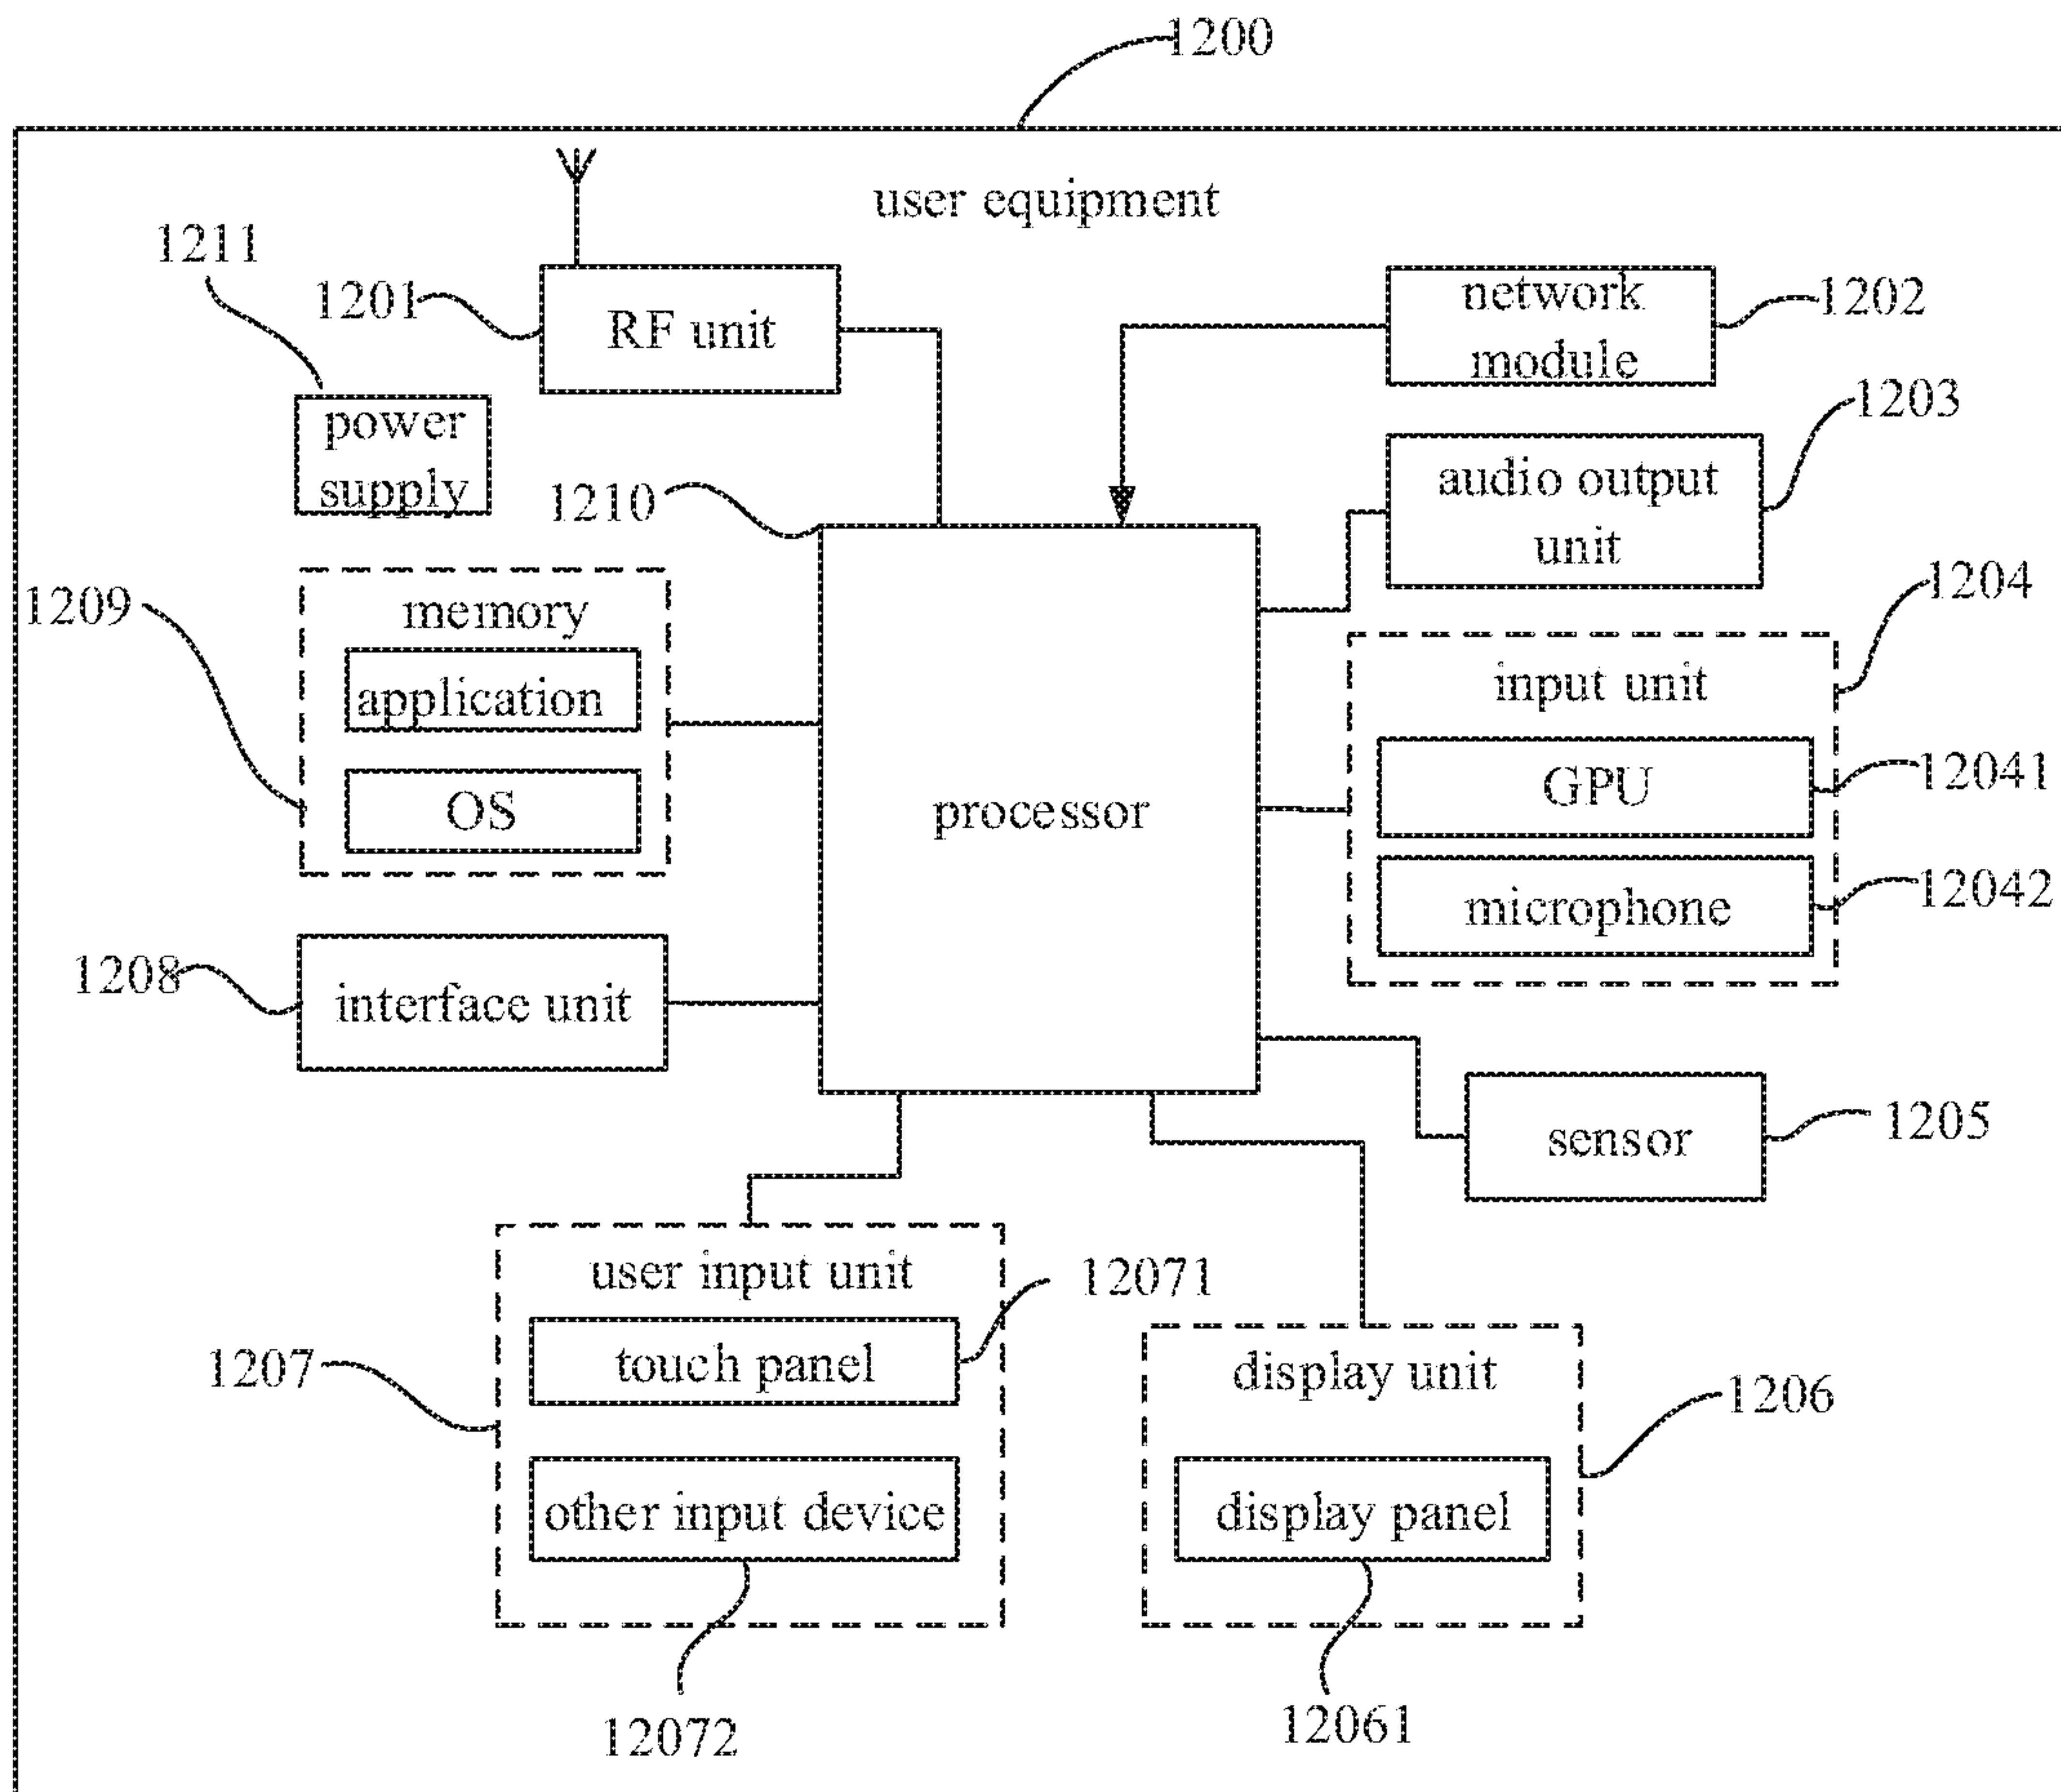 1200
user equipment
1211
1201
RF unit
network
module
1202
power
supply
1203
audio output
unit
1210
1209
memory
application
OS
processor
1204
input unit
GPU
12041
microphone
12042
1208
interface unit
sensor
1205
user input unit
12071
1207
touch panel
other input device
12072
display unit
1206
display panel
12061